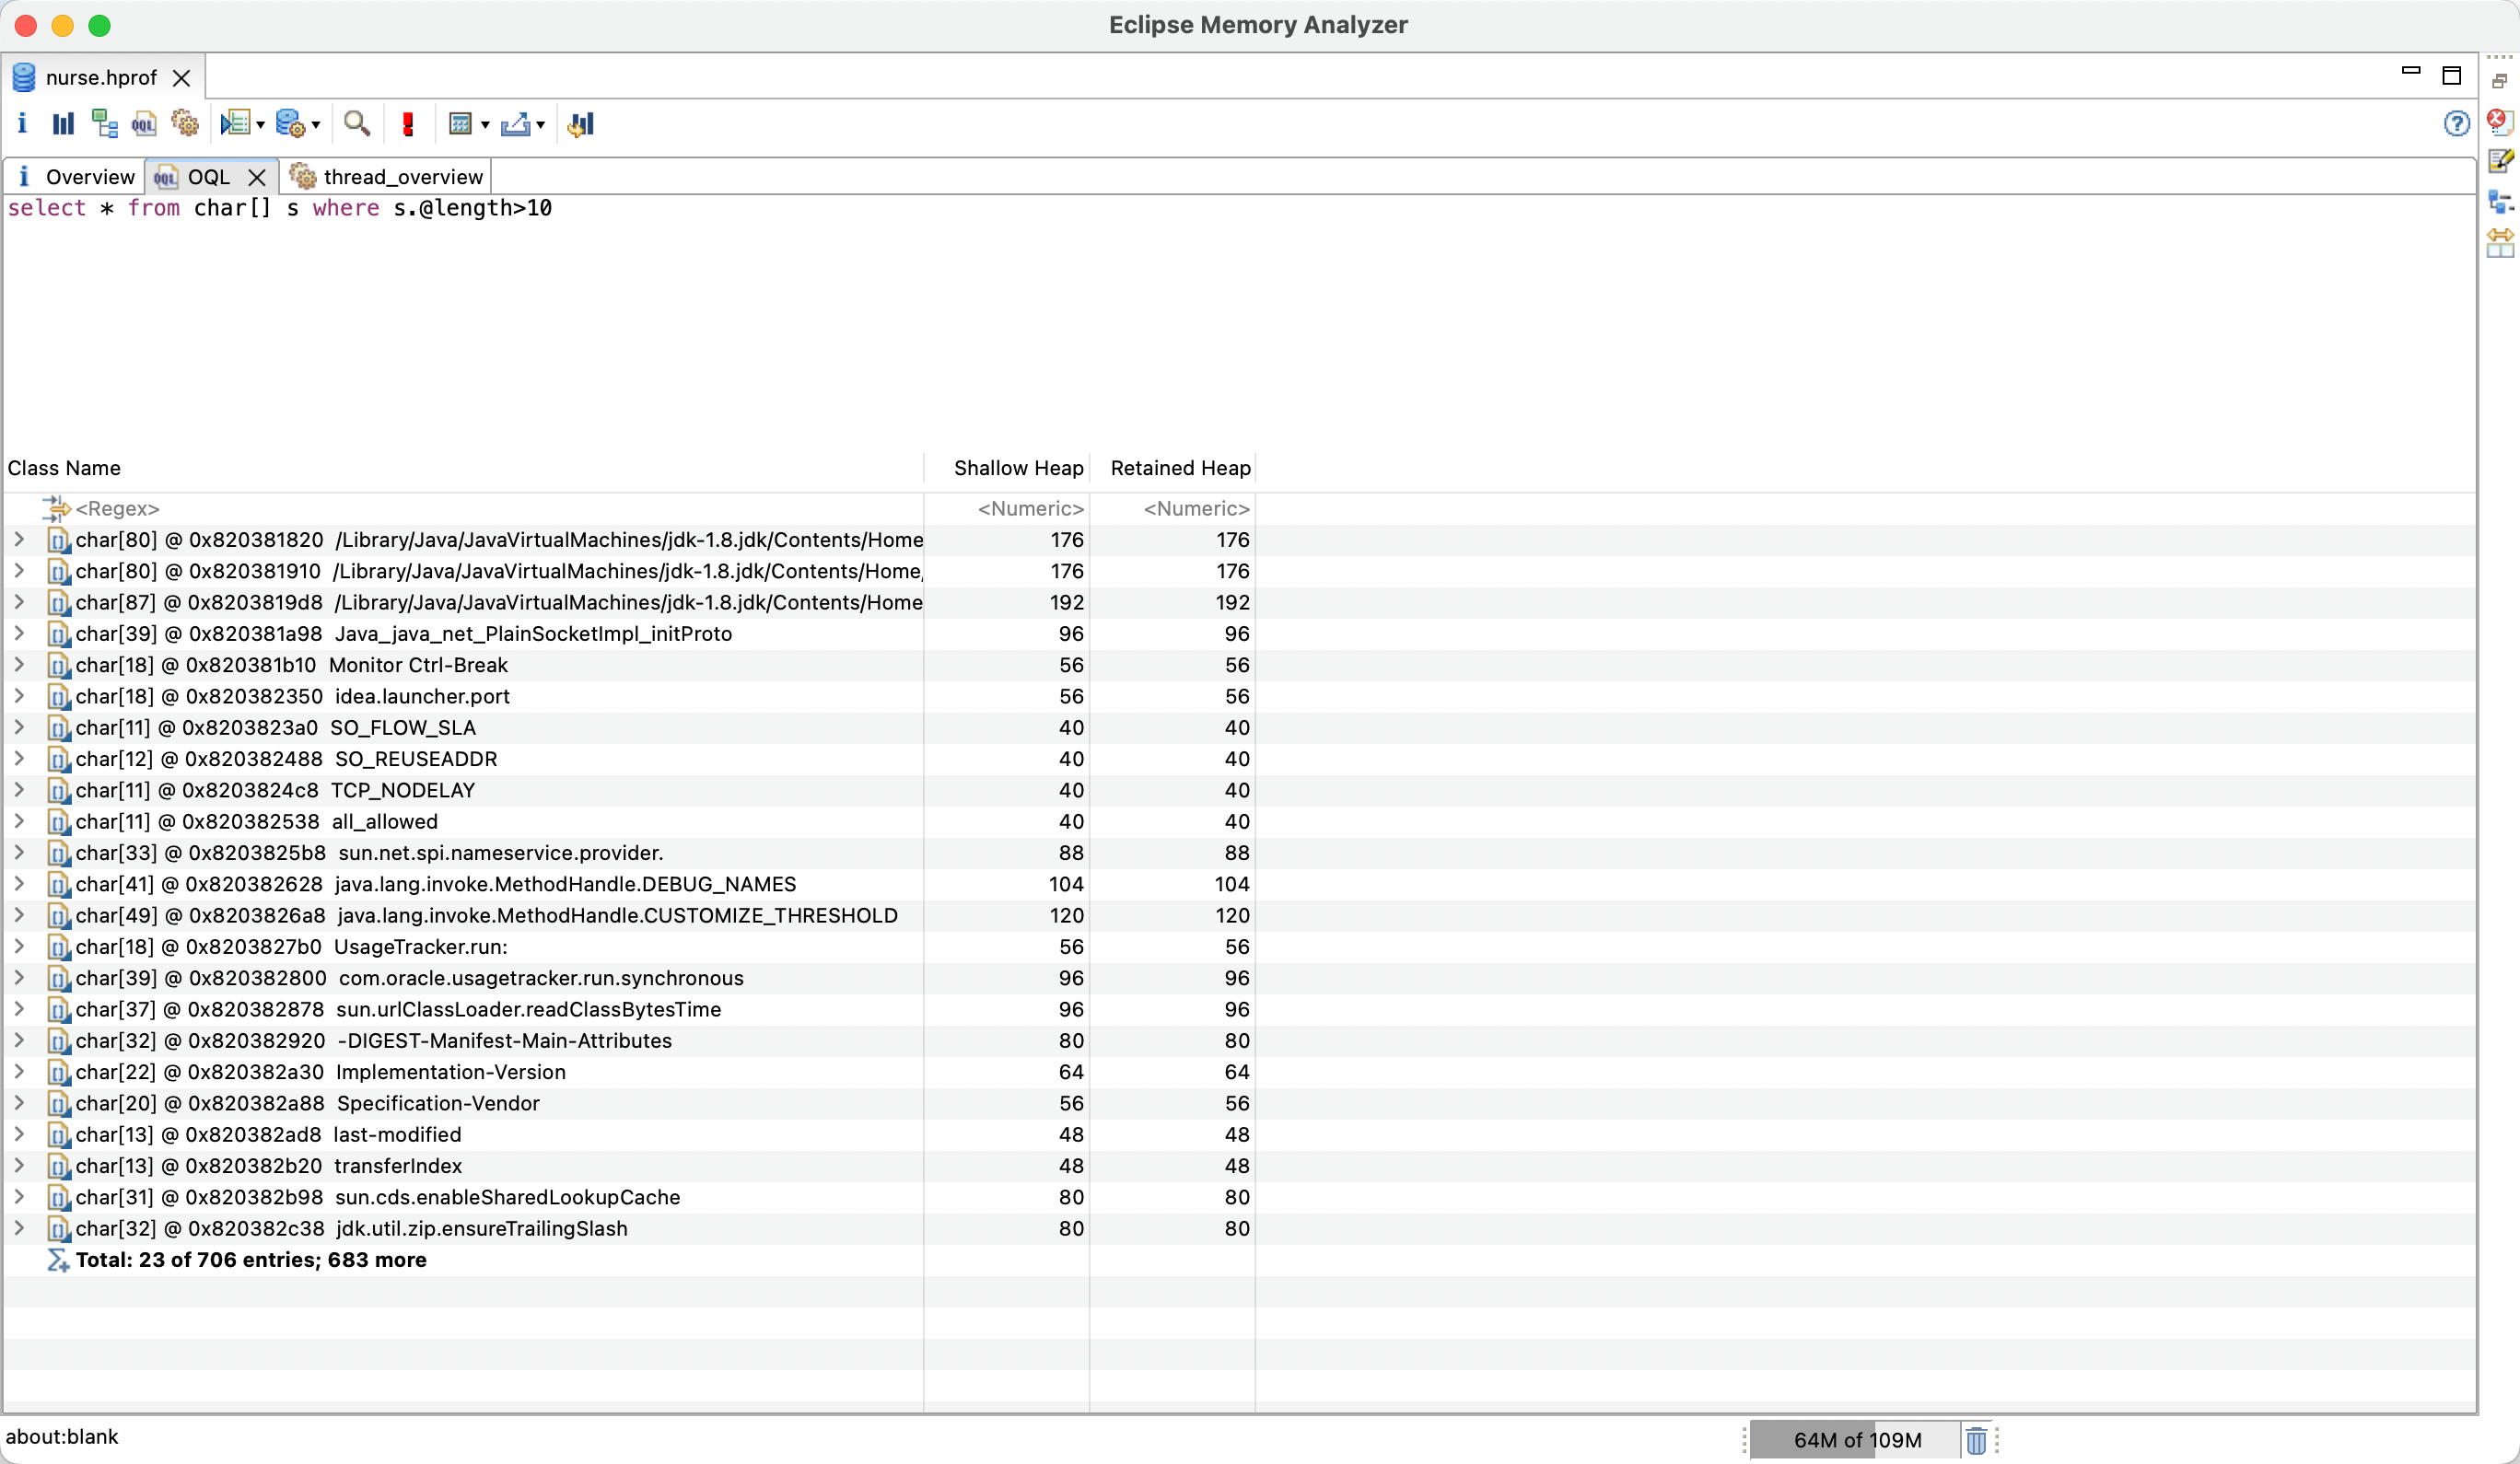 Eclipse Memory Analyzer
nurse.hprof
Overview OQL thread_overview
select * from char[] s where s.@length>10
Class Name Shallow Heap Retained Heap
<Regex> <Numeric> <Numeric>
char[80] @ 0x820381820 /Library/Java/JavaVirtualMachines/jdk-1.8.jdk/Contents/Home 176 176
char[80] @ 0x820381910 /Library/Java/JavaVirtualMachines/jdk-1.8.jdk/Contents/Home, 176 176
char[87] @ 0x8203819d8 /Library/Java/JavaVirtualMachines/jdk-1.8.jdk/Contents/Home 192 192
char[39] @ 0x820381a98 Java_java_net_PlainSocketImpl_initProto 96 96
char[18] @ 0x820381b10 Monitor Ctrl-Break 56 56
char[18] @ 0x820382350 idea.launcher.port 56 56
char[11] @ 0x8203823a0 SO_FLOW_SLA 40 40
char[12] @ 0x820382488 SO_REUSEADDR 40 40
char[11] @ 0x8203824c8 TCP_NODELAY 40 40
char[11] @ 0x820382538 all_allowed 40 40
char[33] @ 0x8203825b8 sun.net.spi.nameservice.provider. 88 88
char[41] @ 0x820382628 java.lang.invoke.MethodHandle.DEBUG_NAMES 104 104
char[49] @ 0x8203826a8 java.lang.invoke.MethodHandle.CUSTOMIZE_THRESHOLD 120 120
char[18] @ 0x8203827b0 UsageTracker.run: 56 56
char[39] @ 0x820382800 com.oracle.usagetracker.run.synchronous 96 96
char[37] @ 0x820382878 sun.urlClassLoader.readClassBytesTime 96 96
char[32] @ 0x820382920 -DIGEST-Manifest-Main-Attributes 80 80
char[22] @ 0x820382a30 Implementation-Version 64 64
char[20] @ 0x820382a88 Specification-Vendor 56 56
char[13] @ 0x820382ad8 last-modified 48 48
char[13] @ 0x820382b20 transferIndex 48 48
char[31] @ 0x820382b98 sun.cds.enableSharedLookupCache 80 80
char[32] @ 0x820382c38 jdk.util.zip.ensureTrailingSlash 80 80
Total: 23 of 706 entries; 683 more
about:blank 64M of 109M